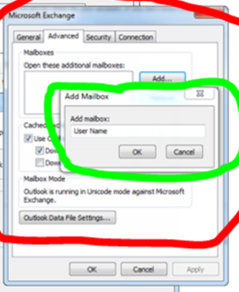 Microsoft Exchange
General Advanced Security Connection
Mailboxes
Open these additional mailboxes:
Add...
Add Mailbox
Add mailbox:
User Name
OK Cancel
Mailbox Mode
Outlook is running in Unicode mode against Microsoft
Exchange.
Outlook Data File Settings...
OK Cancel Apply